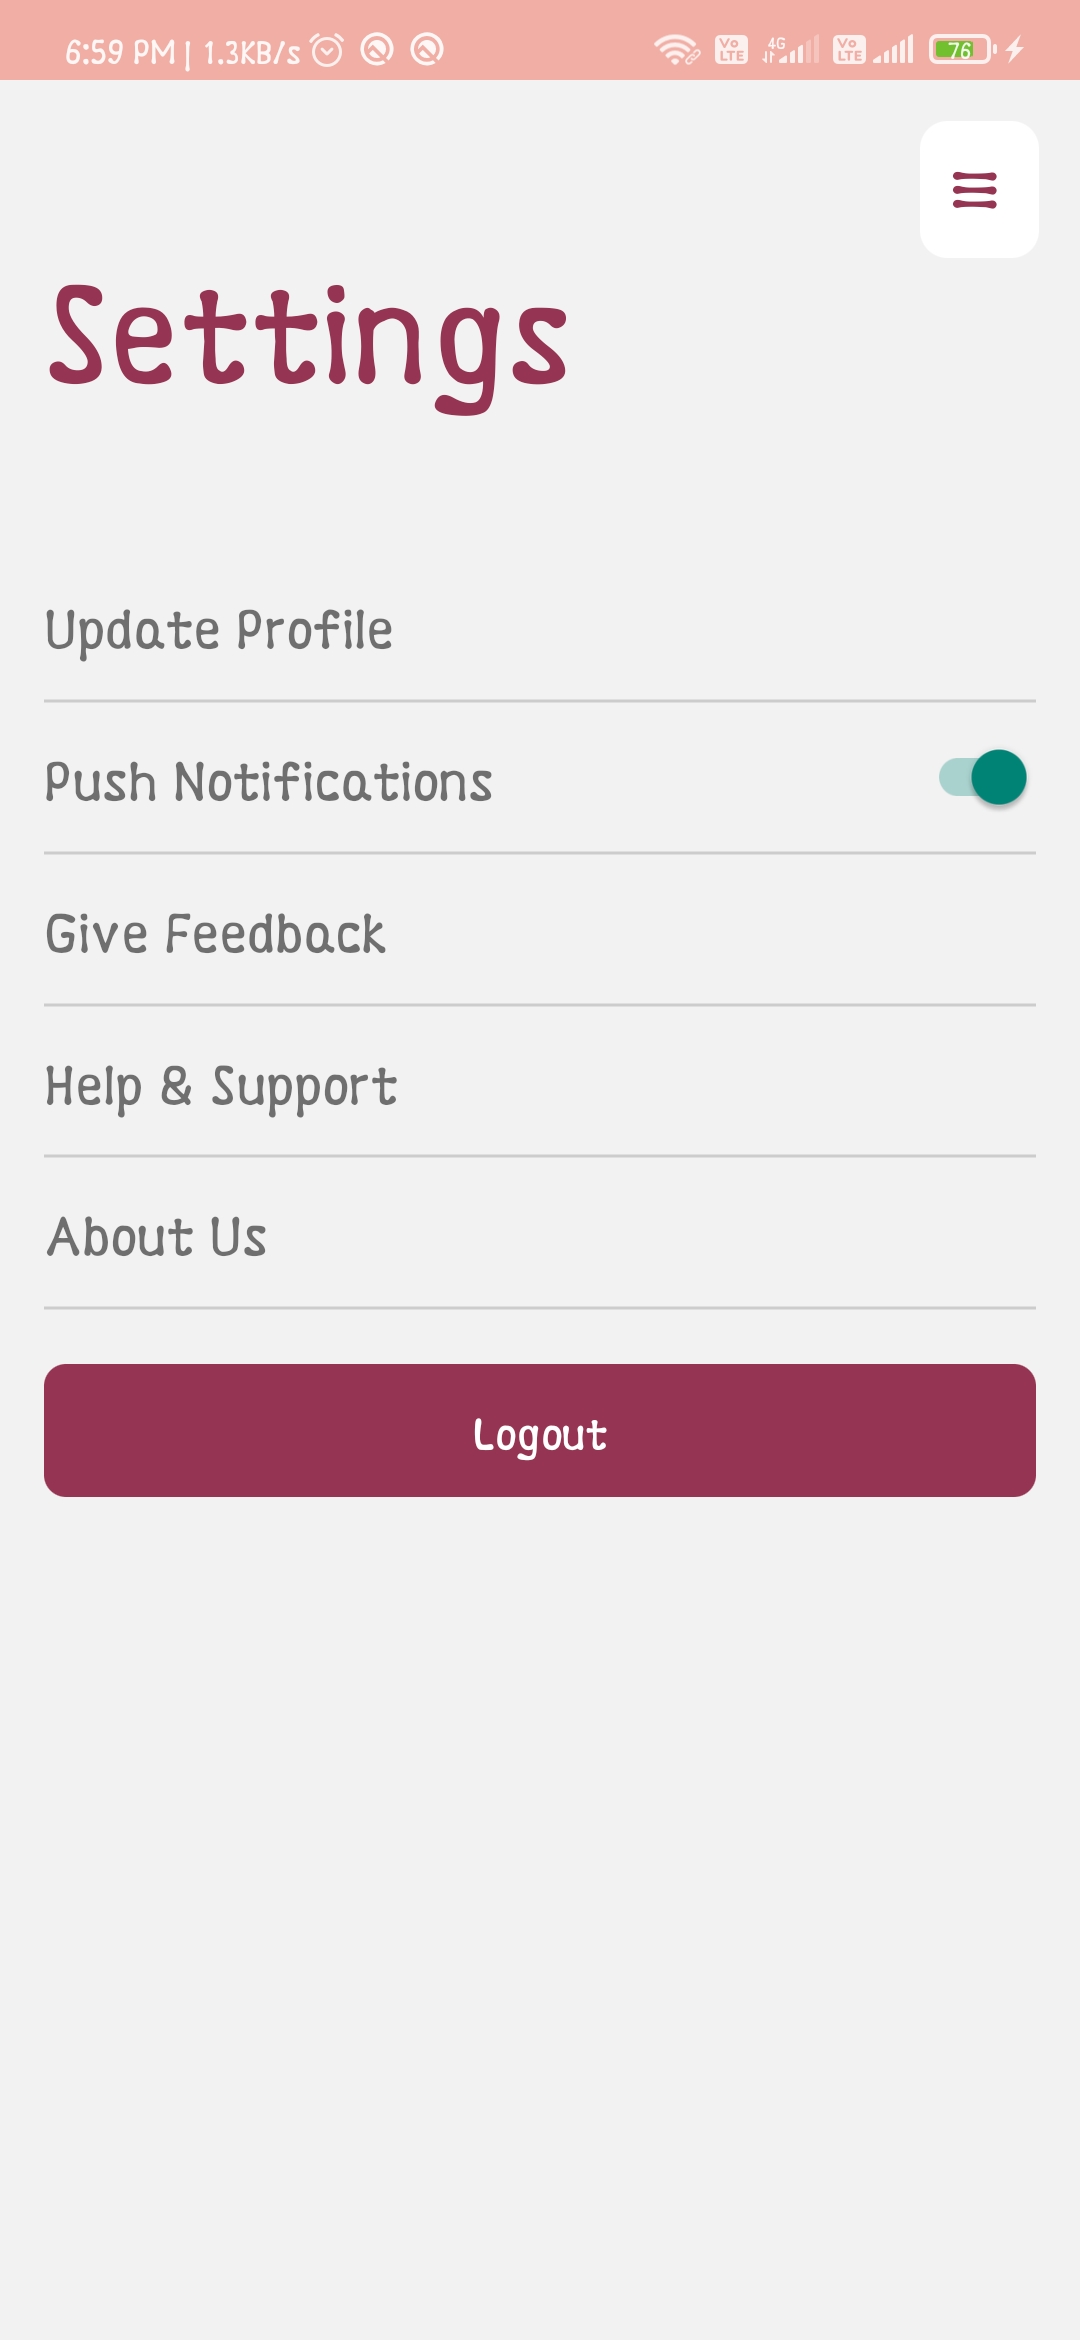 6:59 PM | 1.3KB/s Vo LTE 4G Vo LTE 76
Settings
Update Profile
Push Notifications
Give Feedback
Help & Support
About Us
Logout